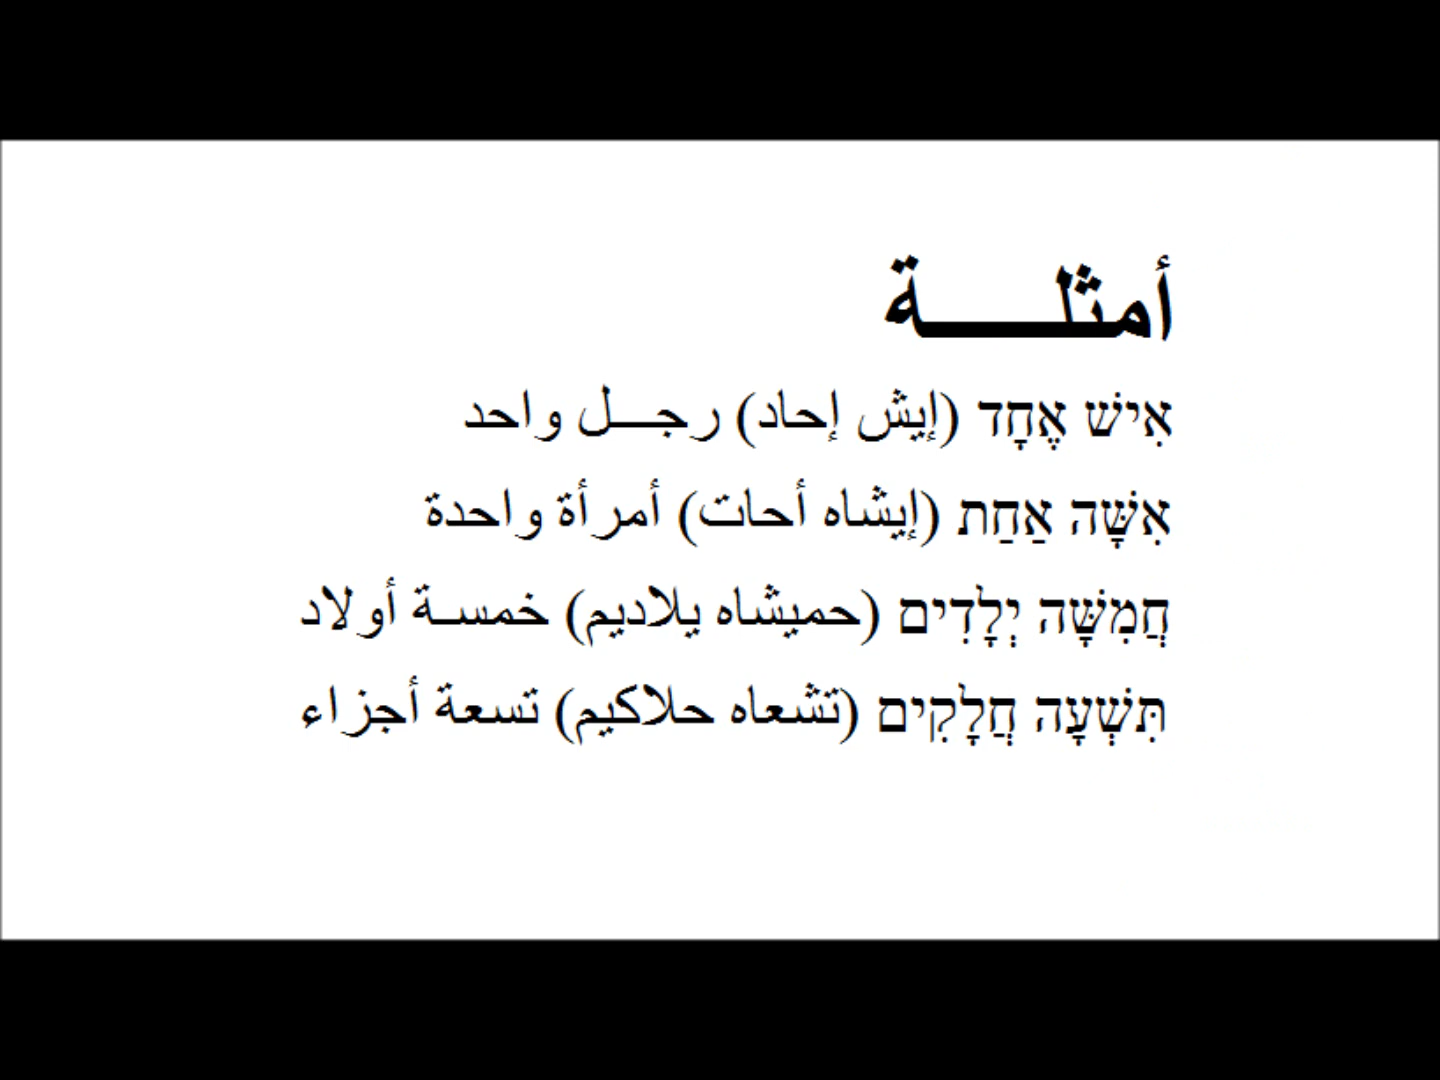 أمثلـــــة
אִישׁ אֶחָד (إيش إحاد) رجـــل واحد
אִשָּׁה אַחַת (إيشاه أحات) أمرأة واحدة
חֲמִשָּׁה יְלָדִים (حميشاه يلاديم) خمسـة أولاد
תִּשְׁעָה חֲלָקִים (تشعاه حلاكيم) تسعة أجزاء